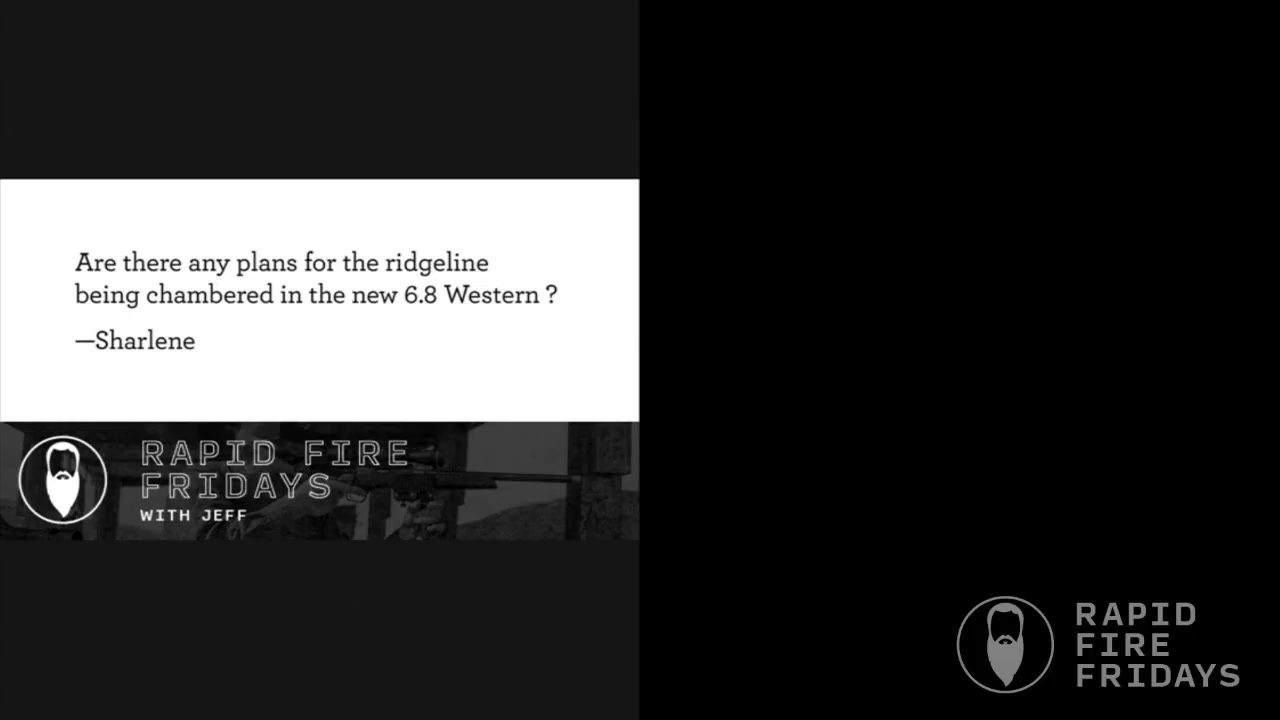 Are there any plans for the ridgeline
being chambered in the new 6.8 Western ?
—Sharlene
RAPID FIRE
FRIDAYS
WITH JEFF
RAPID
FIRE
FRIDAYS